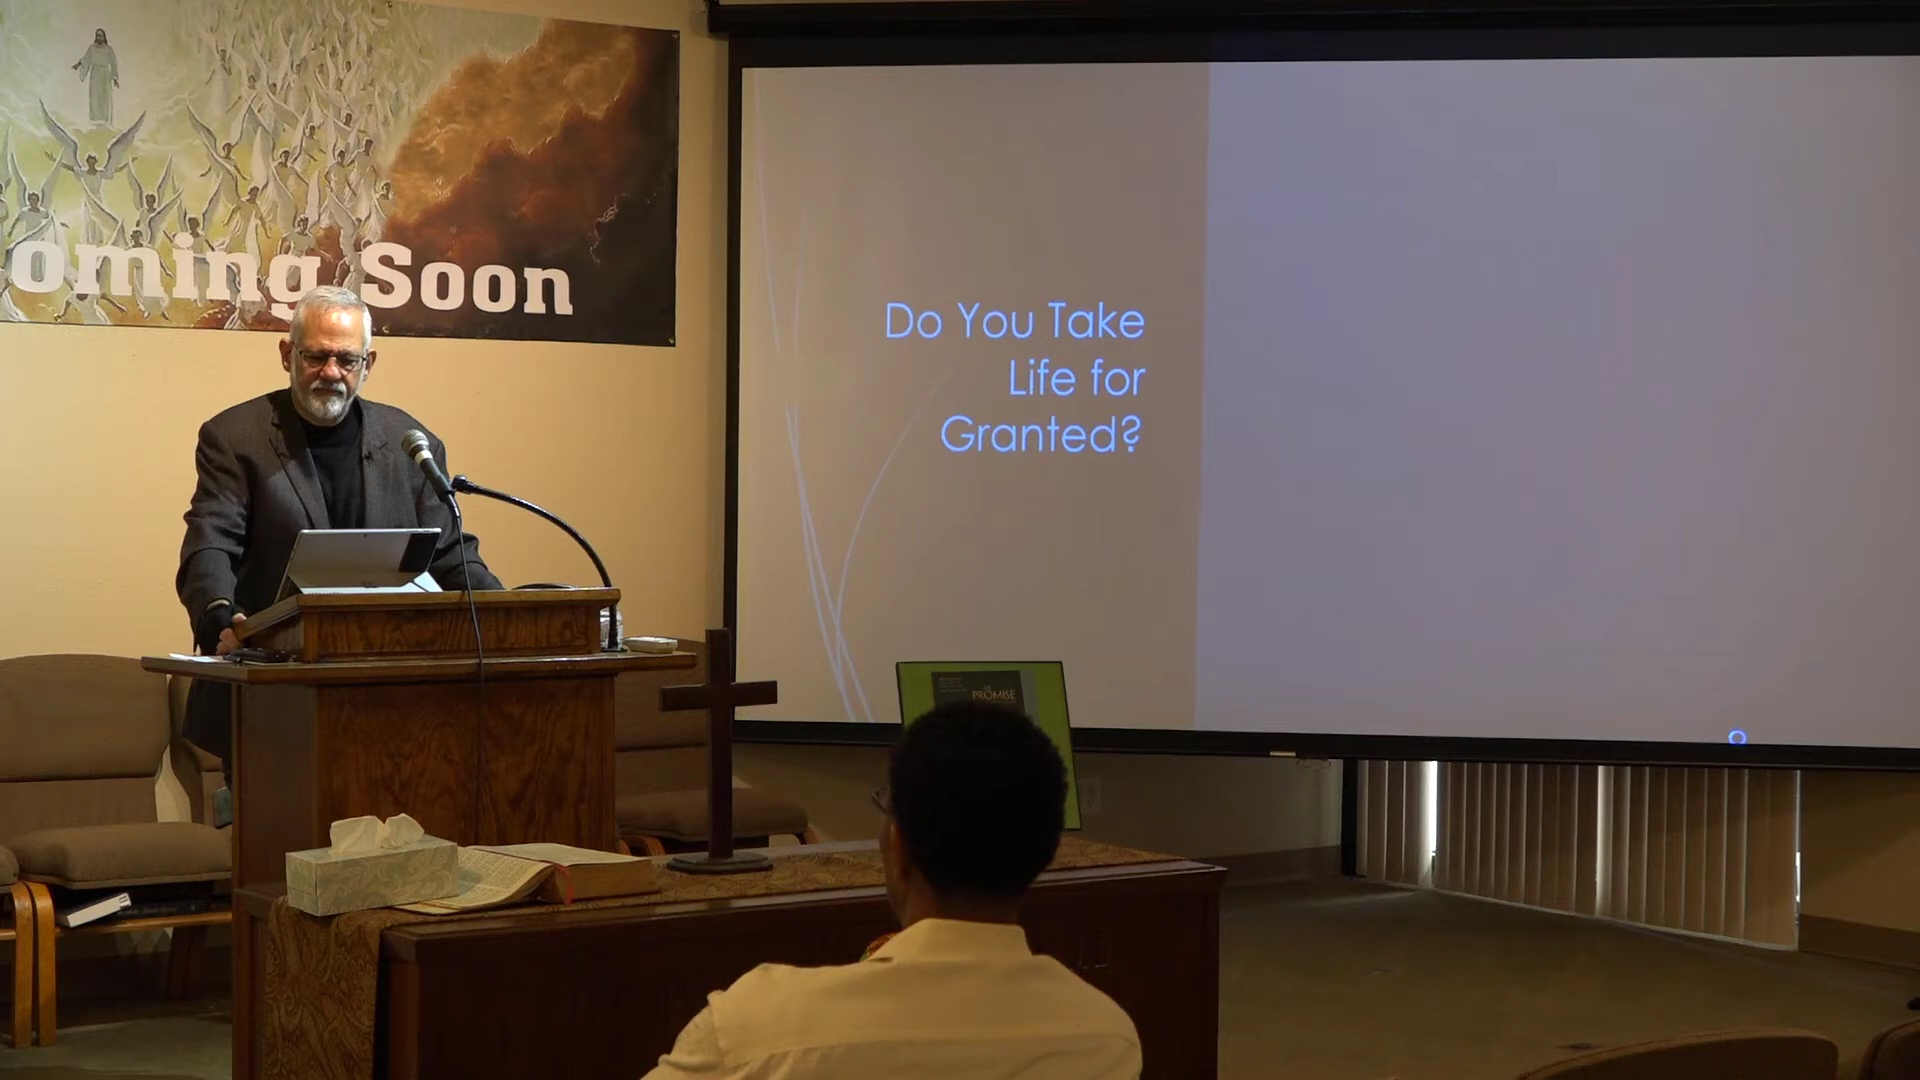 oming Soon
Do You Take
Life for
Granted?
PROMISE